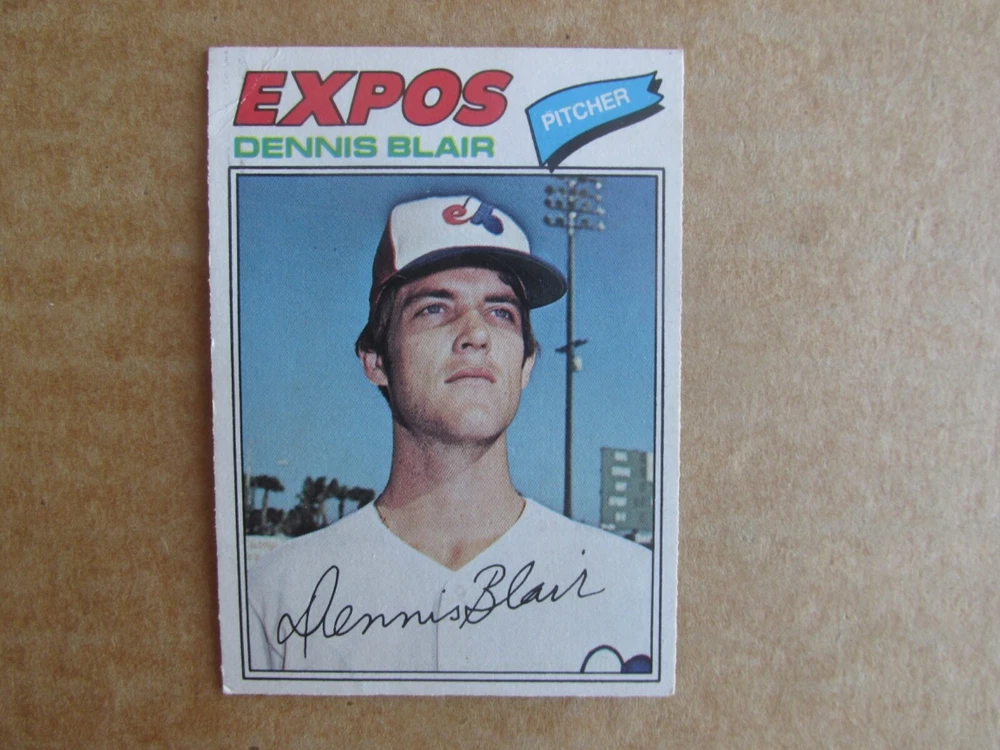 EXPOS
PITCHER
DENNIS BLAIR
Dennis Blair